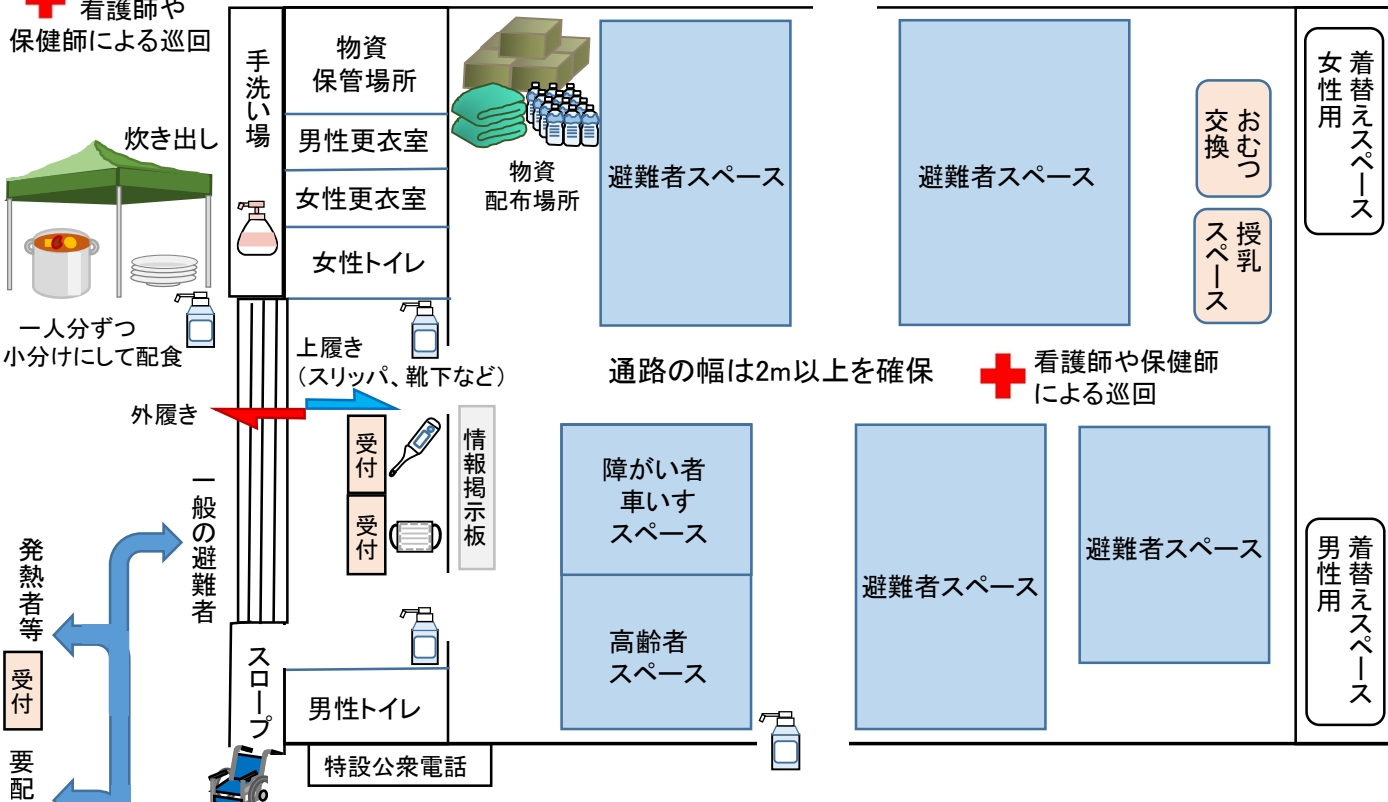 看護師や
保健師による巡回
炊き出し
一人分ずつ
小分けにして配食
手洗い場
物資
保管場所
男性更衣室
女性更衣室
女性トイレ
物資
配布場所
避難者スペース
避難者スペース
おむつ
交換
授乳
スペース
着替えスペース
女性用
上履き
(スリッパ、靴下など)
外履き
通路の幅は2m以上を確保
看護師や保健師
による巡回
受付
受付
情報掲示板
障がい者
車いす
スペース
高齢者
スペース
避難者スペース
避難者スペース
着替えスペース
男性用
一般の避難者
発熱者等
受付
要配
スロープ
男性トイレ
特設公衆電話